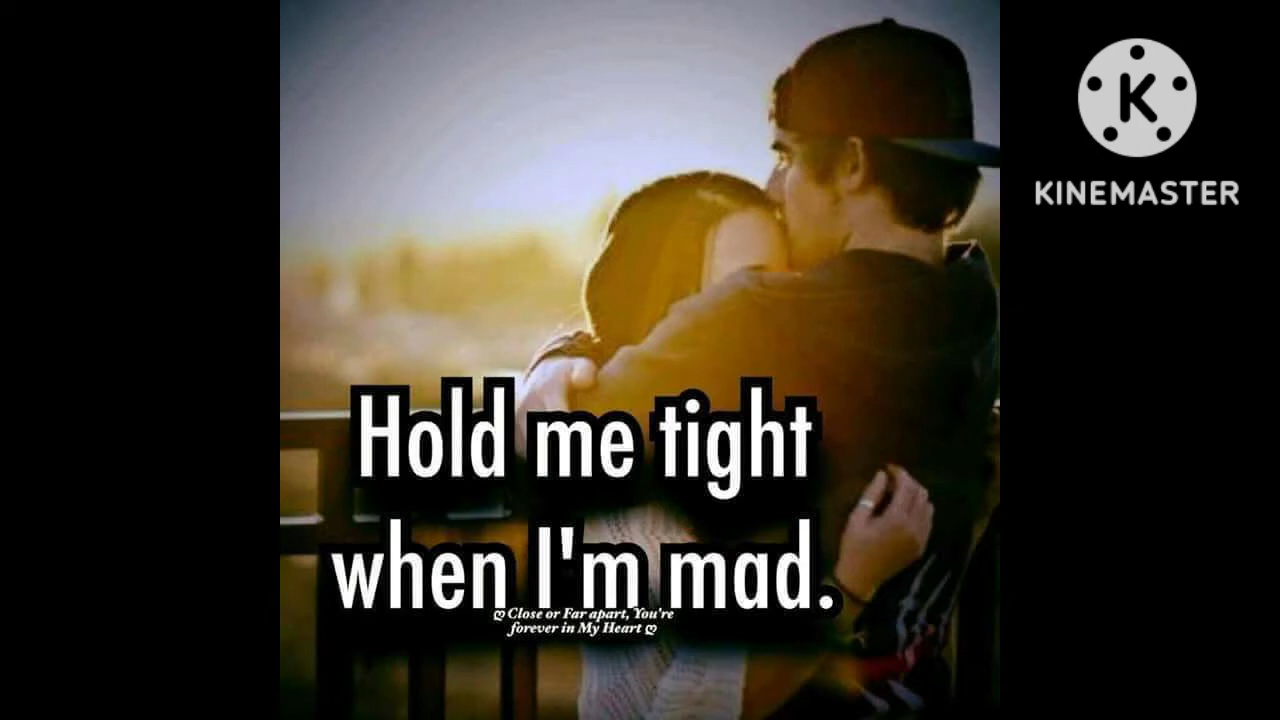 KINEMASTER
Hold me tight
when I'm mad.
ღ Close or Far apart, You're
forever in My Heart ღ